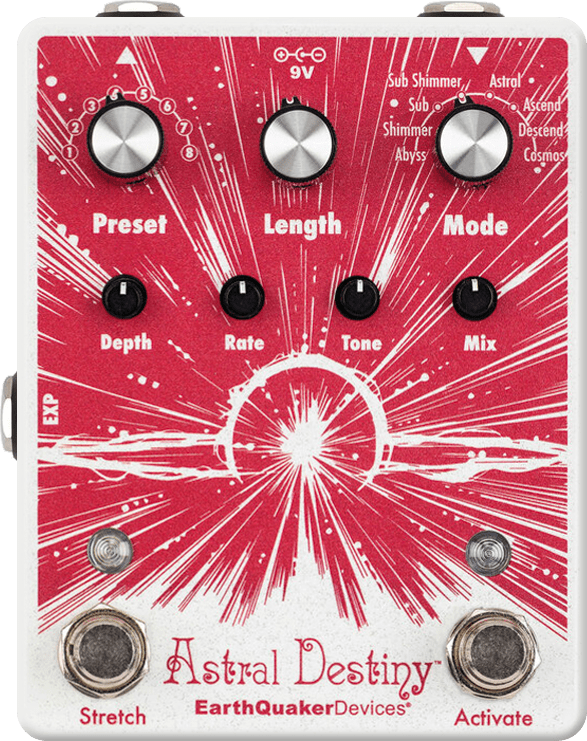 9V
Sub Shimmer
Astral
Sub
Ascend
Shimmer
Descend
Abyss
Cosmos
1
2
3
4
5
6
7
8
Preset
Length
Mode
Depth
Rate
Tone
Mix
EXP
Astral Destiny™
EarthQuakerDevices®
Stretch
Activate